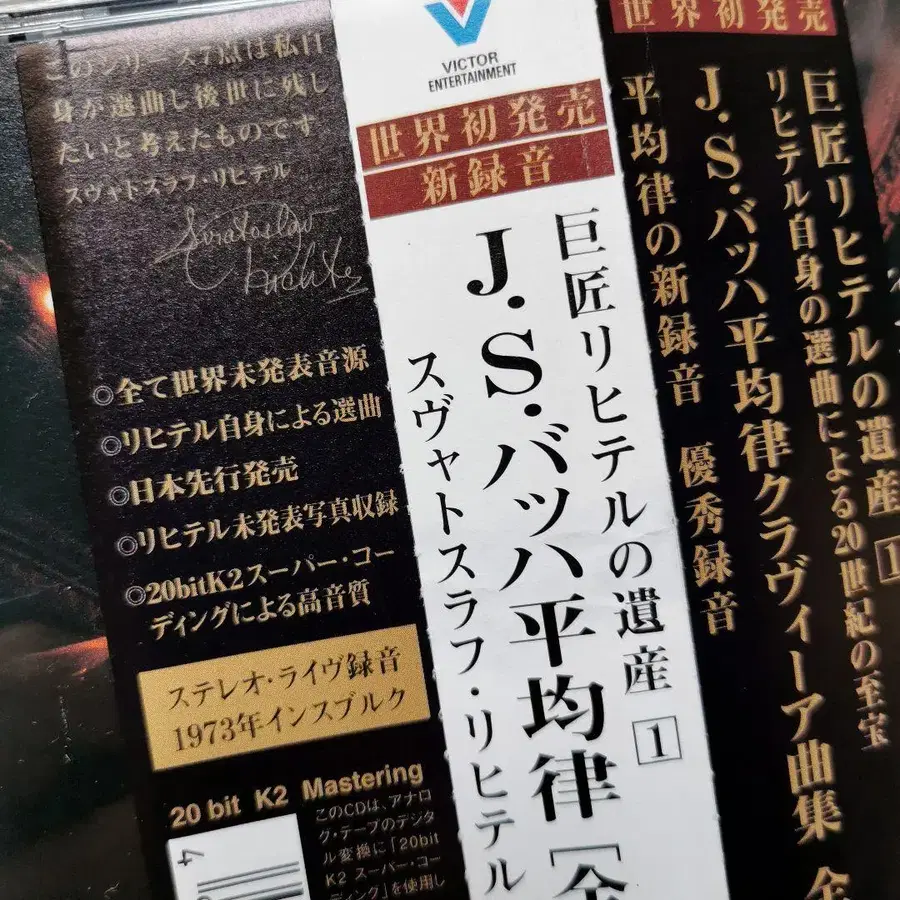 このシリーズ7点は私自
身が選曲し後世に残し
たいと考えたものです
スヴャトスラフ・リヒテル
Sviatoslav
Richter
◎全て世界未発表音源
◎リヒテル自身による選曲
◎日本先行発売
◎リヒテル未発表写真収録
◎20bitK2スーパー・コー
ディングによる高音質
ステレオ・ライヴ録音
1973年インスブルク
20 bit K2 Mastering
このCDは、アナロ
グ・テープのデジタ
ル変換に「20bit
K2 スーパー・コー
ディング」を使用し
VICTOR
ENTERTAINMENT
世界初発売
新録音
巨匠リヒテルの遺産 1
J.S.バッハ平均律[全
スヴャトスラフ・リヒテル
世界初発売
巨匠リヒテルの遺産 1
リヒテル自身の選曲による20世紀の至宝
J.S.バッハ平均律クラヴィーア曲集 全
平均律の新録音 優秀録音